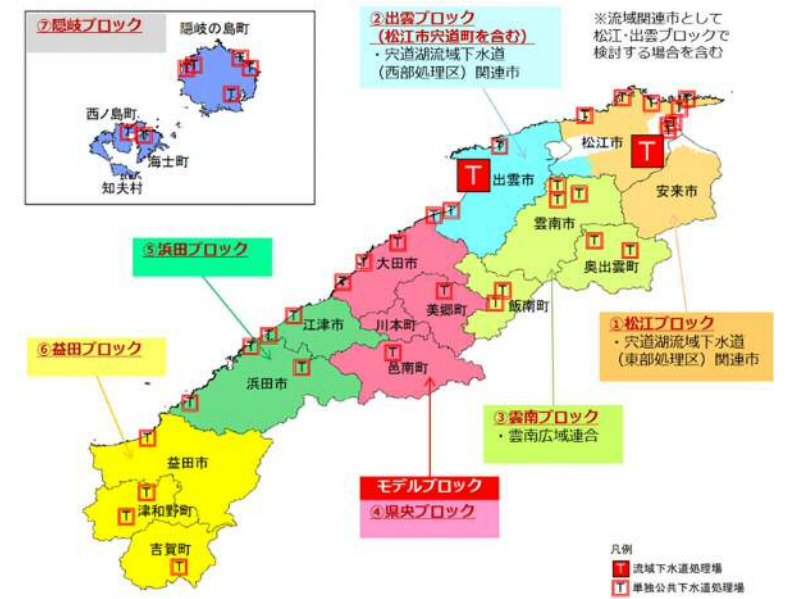 ⑦隠岐ブロック
隠岐の島町
西ノ島町
海士町
知夫村
②出雲ブロック
(松江市宍道町を含む)
・宍道湖流域下水道
(西部処理区)関連市
※流域関連市として
松江・出雲ブロックで
検討する場合を含む
松江市
T
T
出雲市
安来市
雲南市
奥出雲町
⑤浜田ブロック
大田市
飯南町
美郷町
江津市
川本町
①松江ブロック
・宍道湖流域下水道
(東部処理区)関連市
⑥益田ブロック
浜田市
邑南町
③雲南ブロック
・雲南広域連合
益田市
モデルブロック
④県央ブロック
津和野町
吉賀町
凡例
T 流域下水道処理場
T 単独公共下水道処理場